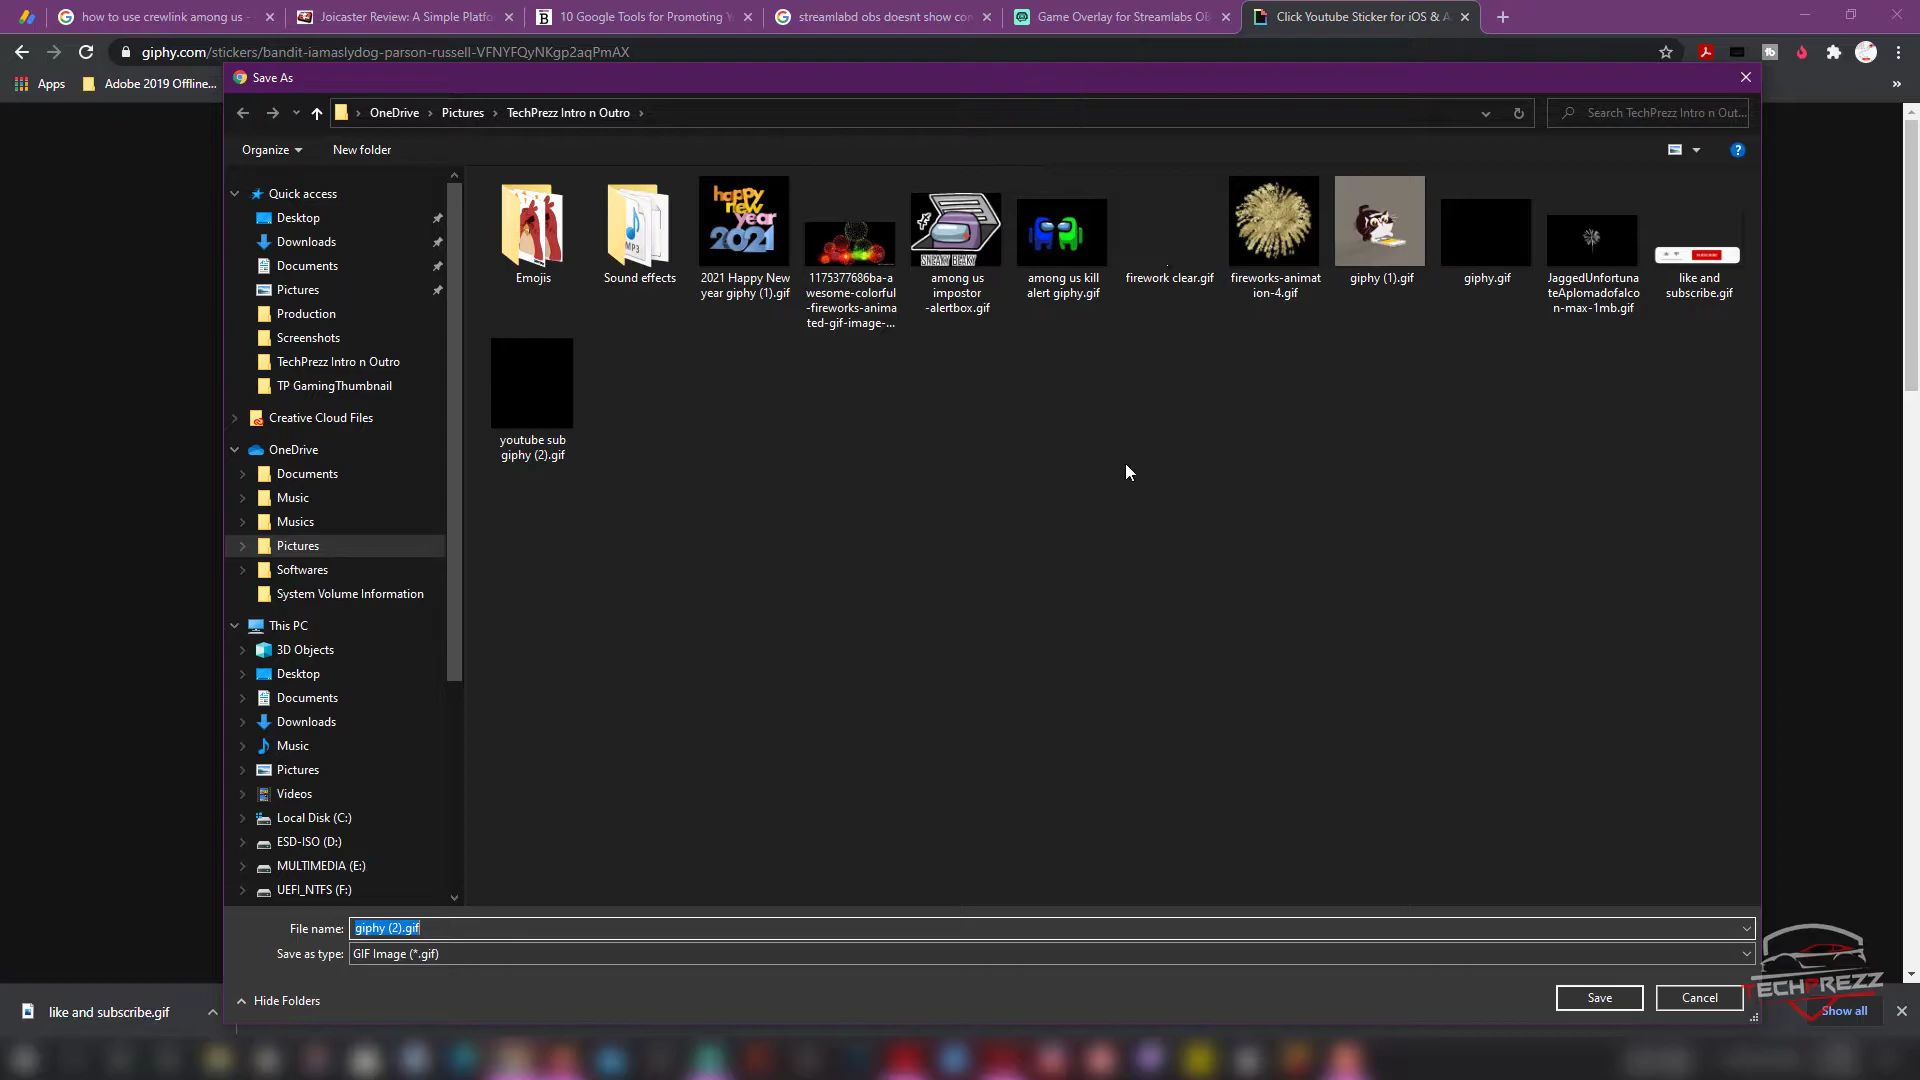 how to use crewlink among us -
Joicaster Review: A Simple Platfo
10 Google Tools for Promoting Y
streamlabd obs doesnt show con
Game Overlay for Streamlabs OB
Click Youtube Sticker for iOS & A
giphy.com/stickers/bandit-iamaslydog-parson-russell-VFNYFQyNKgp2aqPmAX
Apps
Adobe 2019 Offline...
Save As
OneDrive
Pictures
TechPrezz Intro n Outro
Search TechPrezz Intro n Out...
Organize
New folder
Quick access
Desktop
Downloads
Documents
Pictures
Production
Screenshots
TechPrezz Intro n Outro
TP GamingThumbnail
Creative Cloud Files
OneDrive
Documents
Music
Musics
Pictures
Softwares
System Volume Information
This PC
3D Objects
Desktop
Documents
Downloads
Music
Pictures
Videos
Local Disk (C:)
ESD-ISO (D:)
MULTIMEDIA (E:)
UEFI_NTFS (F:)
MP3
happy
new
year
2021
SNEAKY BEAKY
Emojis
Sound effects
2021 Happy New
year giphy (1).gif
1175377686ba-a
wesome-colorful
-fireworks-anima
ted-gif-image-...
among us
impostor
-alertbox.gif
among us kill
alert giphy.gif
firework clear.gif
fireworks-animat
ion-4.gif
giphy (1).gif
giphy.gif
JaggedUnfortuna
teAplomadofalco
n-max-1mb.gif
like and
subscribe.gif
youtube sub
giphy (2).gif
File name:
giphy (2).gif
Save as type:
GIF Image (*.gif)
Hide Folders
Save
Cancel
TECHPREZZ
like and subscribe.gif
Show all